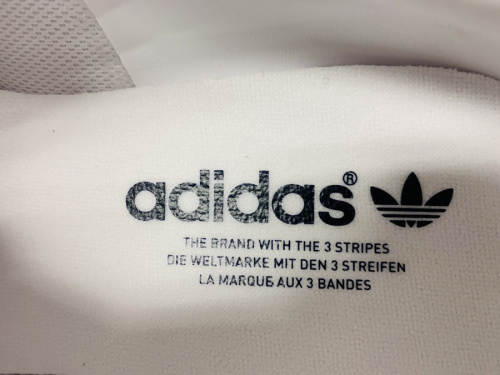 adidas®
THE BRAND WITH THE 3 STRIPES
DIE WELTMARKE MIT DEN 3 STREIFEN
LA MARQUE AUX 3 BANDES